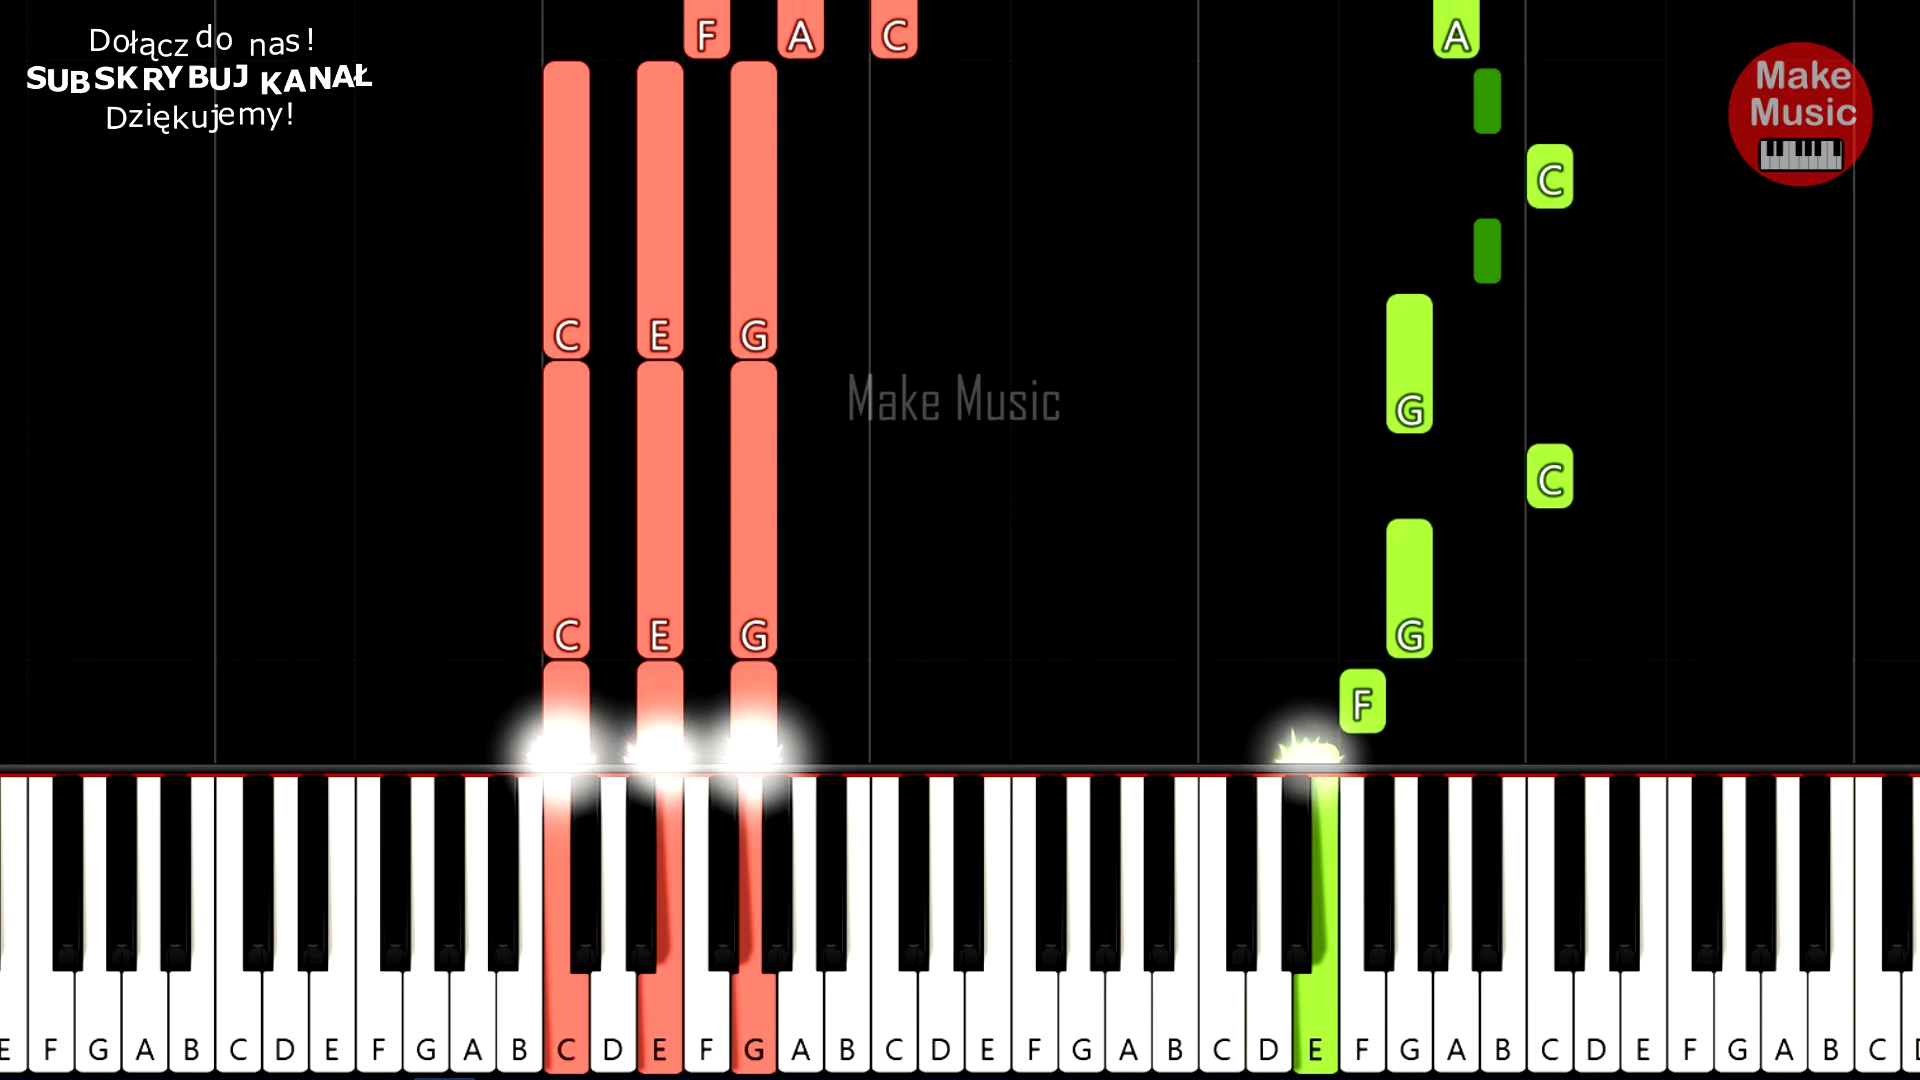 Dołącz do nas!
SUBSKRYBUJ KANAŁ
Dziękujemy!
F A C A
Make
Music
C
C E G
G
Make Music
C
C E G G
F
E F G A B C D E F G A B C D E F G A B C D E F G A B C D E F G A B C D E F G A B C D